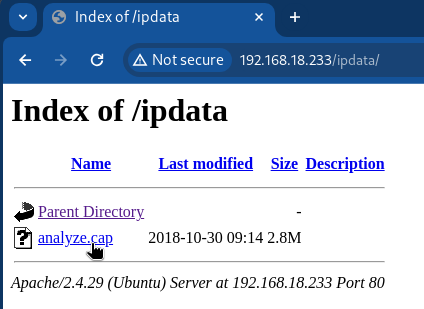 Index of /ipdata
Not secure 192.168.18.233/ipdata/
Index of /ipdata
Name Last modified Size Description
Parent Directory -
analyze.cap 2018-10-30 09:14 2.8M
Apache/2.4.29 (Ubuntu) Server at 192.168.18.233 Port 80